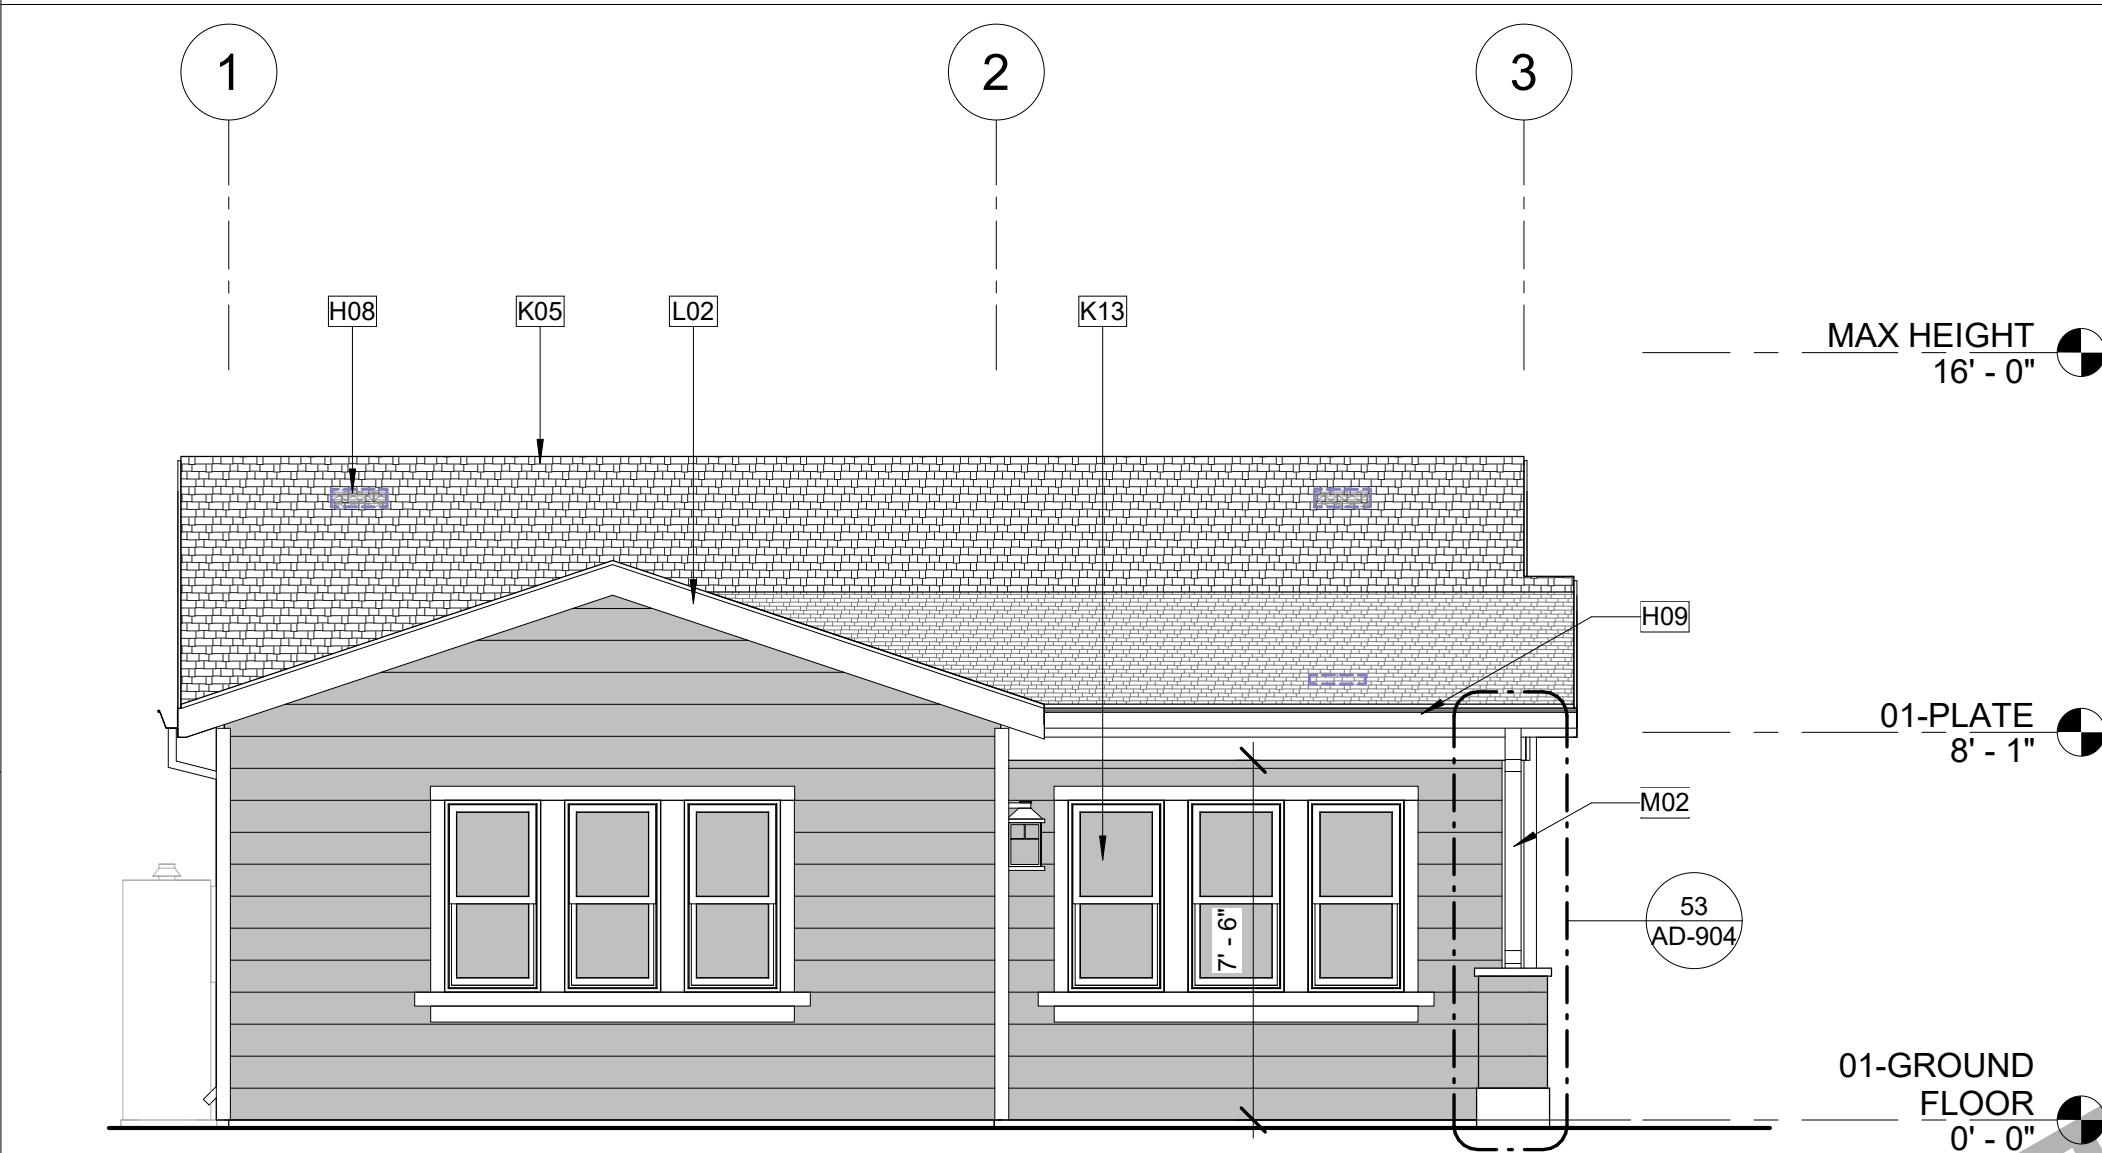 1
2
3
H08
K05
L02
K13
MAX HEIGHT
16' - 0"
H09
01-PLATE
8' - 1"
M02
53
AD-904
7' - 6"
01-GROUND
FLOOR
0' - 0"